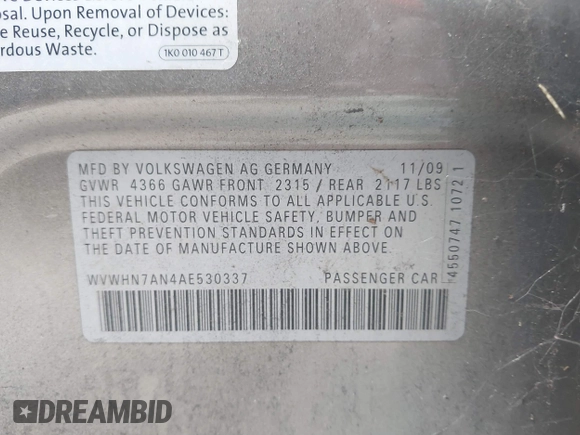 osal. Upon Removal of Devices:
e Reuse, Recycle, or Dispose as
rdous Waste.
1K0 010 467 T
MFD BY VOLKSWAGEN AG GERMANY 11/09
GVWR 4366 GAWR FRONT 2315 / REAR 2117 LBS
THIS VEHICLE CONFORMS TO ALL APPLICABLE U.S.
FEDERAL MOTOR VEHICLE SAFETY, BUMPER AND
THEFT PREVENTION STANDARDS IN EFFECT ON
THE DATE OF MANUFACTURE SHOWN ABOVE.
WVWHN7AN4AE530337 PASSENGER CAR
4550747 10721
DREAMBID